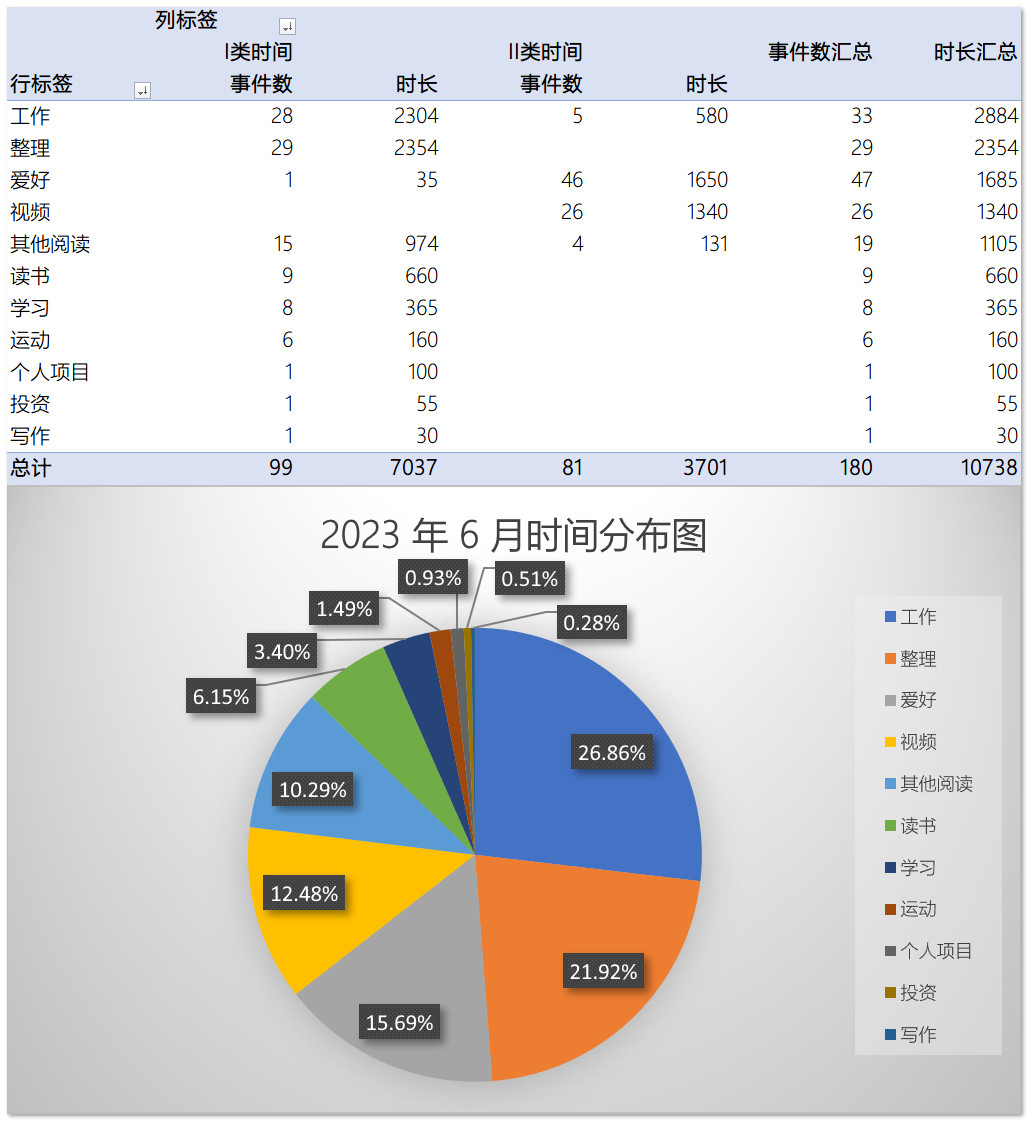 列标签
I类时间 II类时间 事件数汇总 时长汇总
行标签 事件数 时长 事件数 时长
工作 28 2304 5 580 33 2884
整理 29 2354 29 2354
爱好 1 35 46 1650 47 1685
视频 26 1340 26 1340
其他阅读 15 974 4 131 19 1105
读书 9 660 9 660
学习 8 365 8 365
运动 6 160 6 160
个人项目 1 100 1 100
投资 1 55 1 55
写作 1 30 1 30
总计 99 7037 81 3701 180 10738
2023 年 6 月时间分布图
0.93%
0.51%
1.49%
0.28%
3.40%
6.15%
26.86%
10.29%
12.48%
21.92%
15.69%
工作
整理
爱好
视频
其他阅读
读书
学习
运动
个人项目
投资
写作